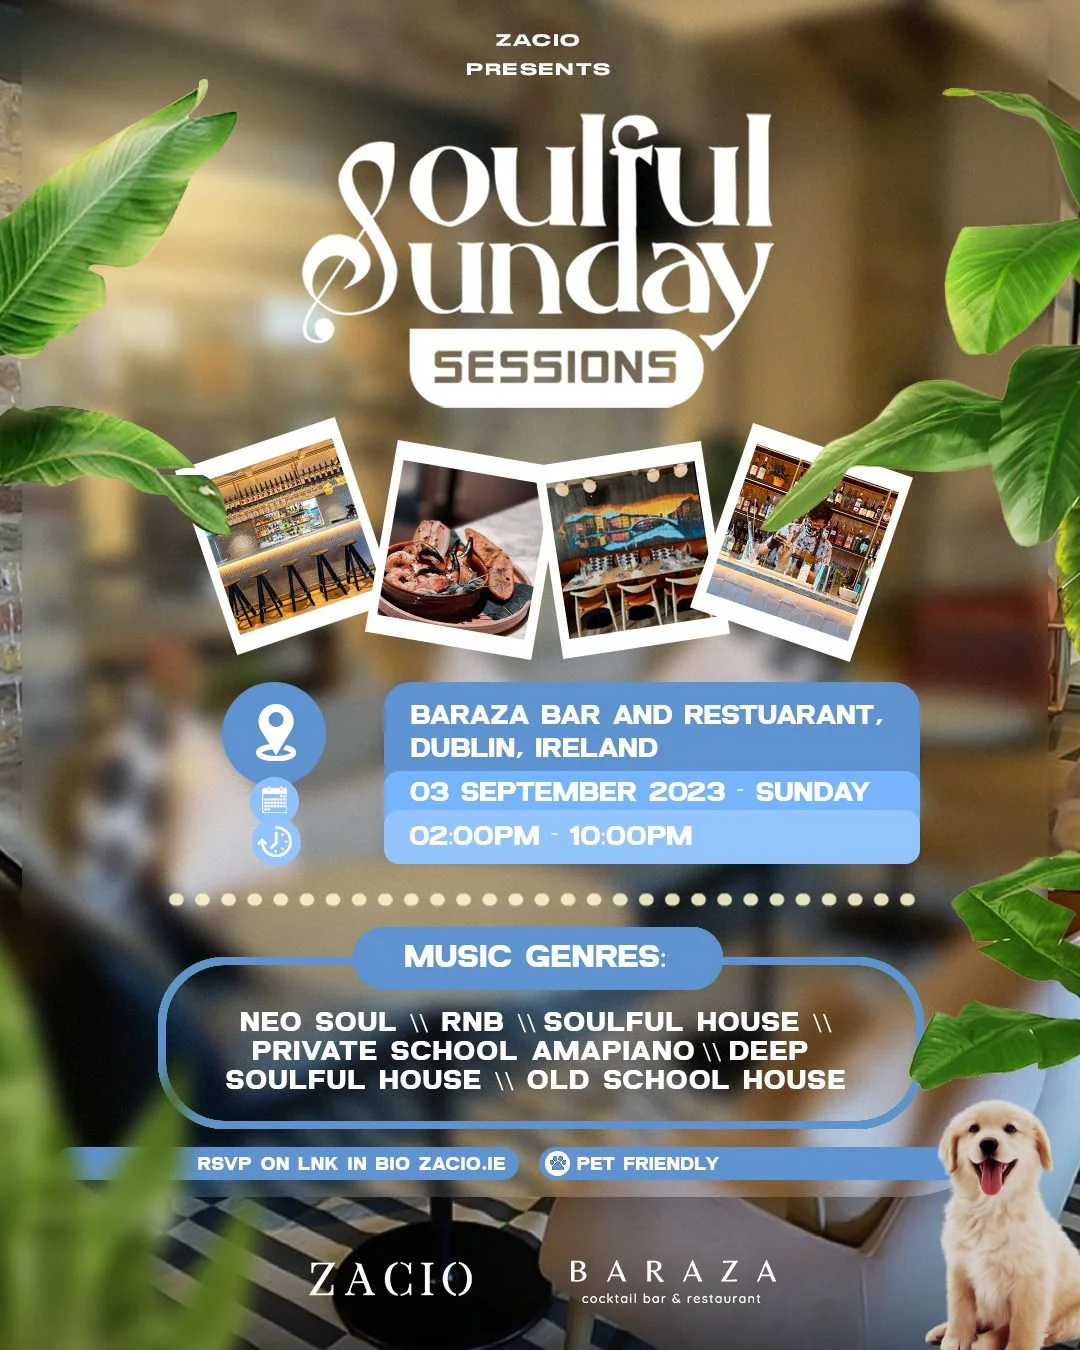 ZACIO
PRESENTS
Soulful
Sunday
SESSIONS
BARAZA BAR AND RESTUARANT,
DUBLIN, IRELAND
03 SEPTEMBER 2023 - SUNDAY
02:00PM - 10:00PM
MUSIC GENRES:
NEO SOUL \\ RNB \\ SOULFUL HOUSE \\
PRIVATE SCHOOL AMAPIANO \\ DEEP
SOULFUL HOUSE \\ OLD SCHOOL HOUSE
RSVP ON LNK IN BIO ZACIO.IE
PET FRIENDLY
ZACIO
BARAZA
cocktail bar & restaurant